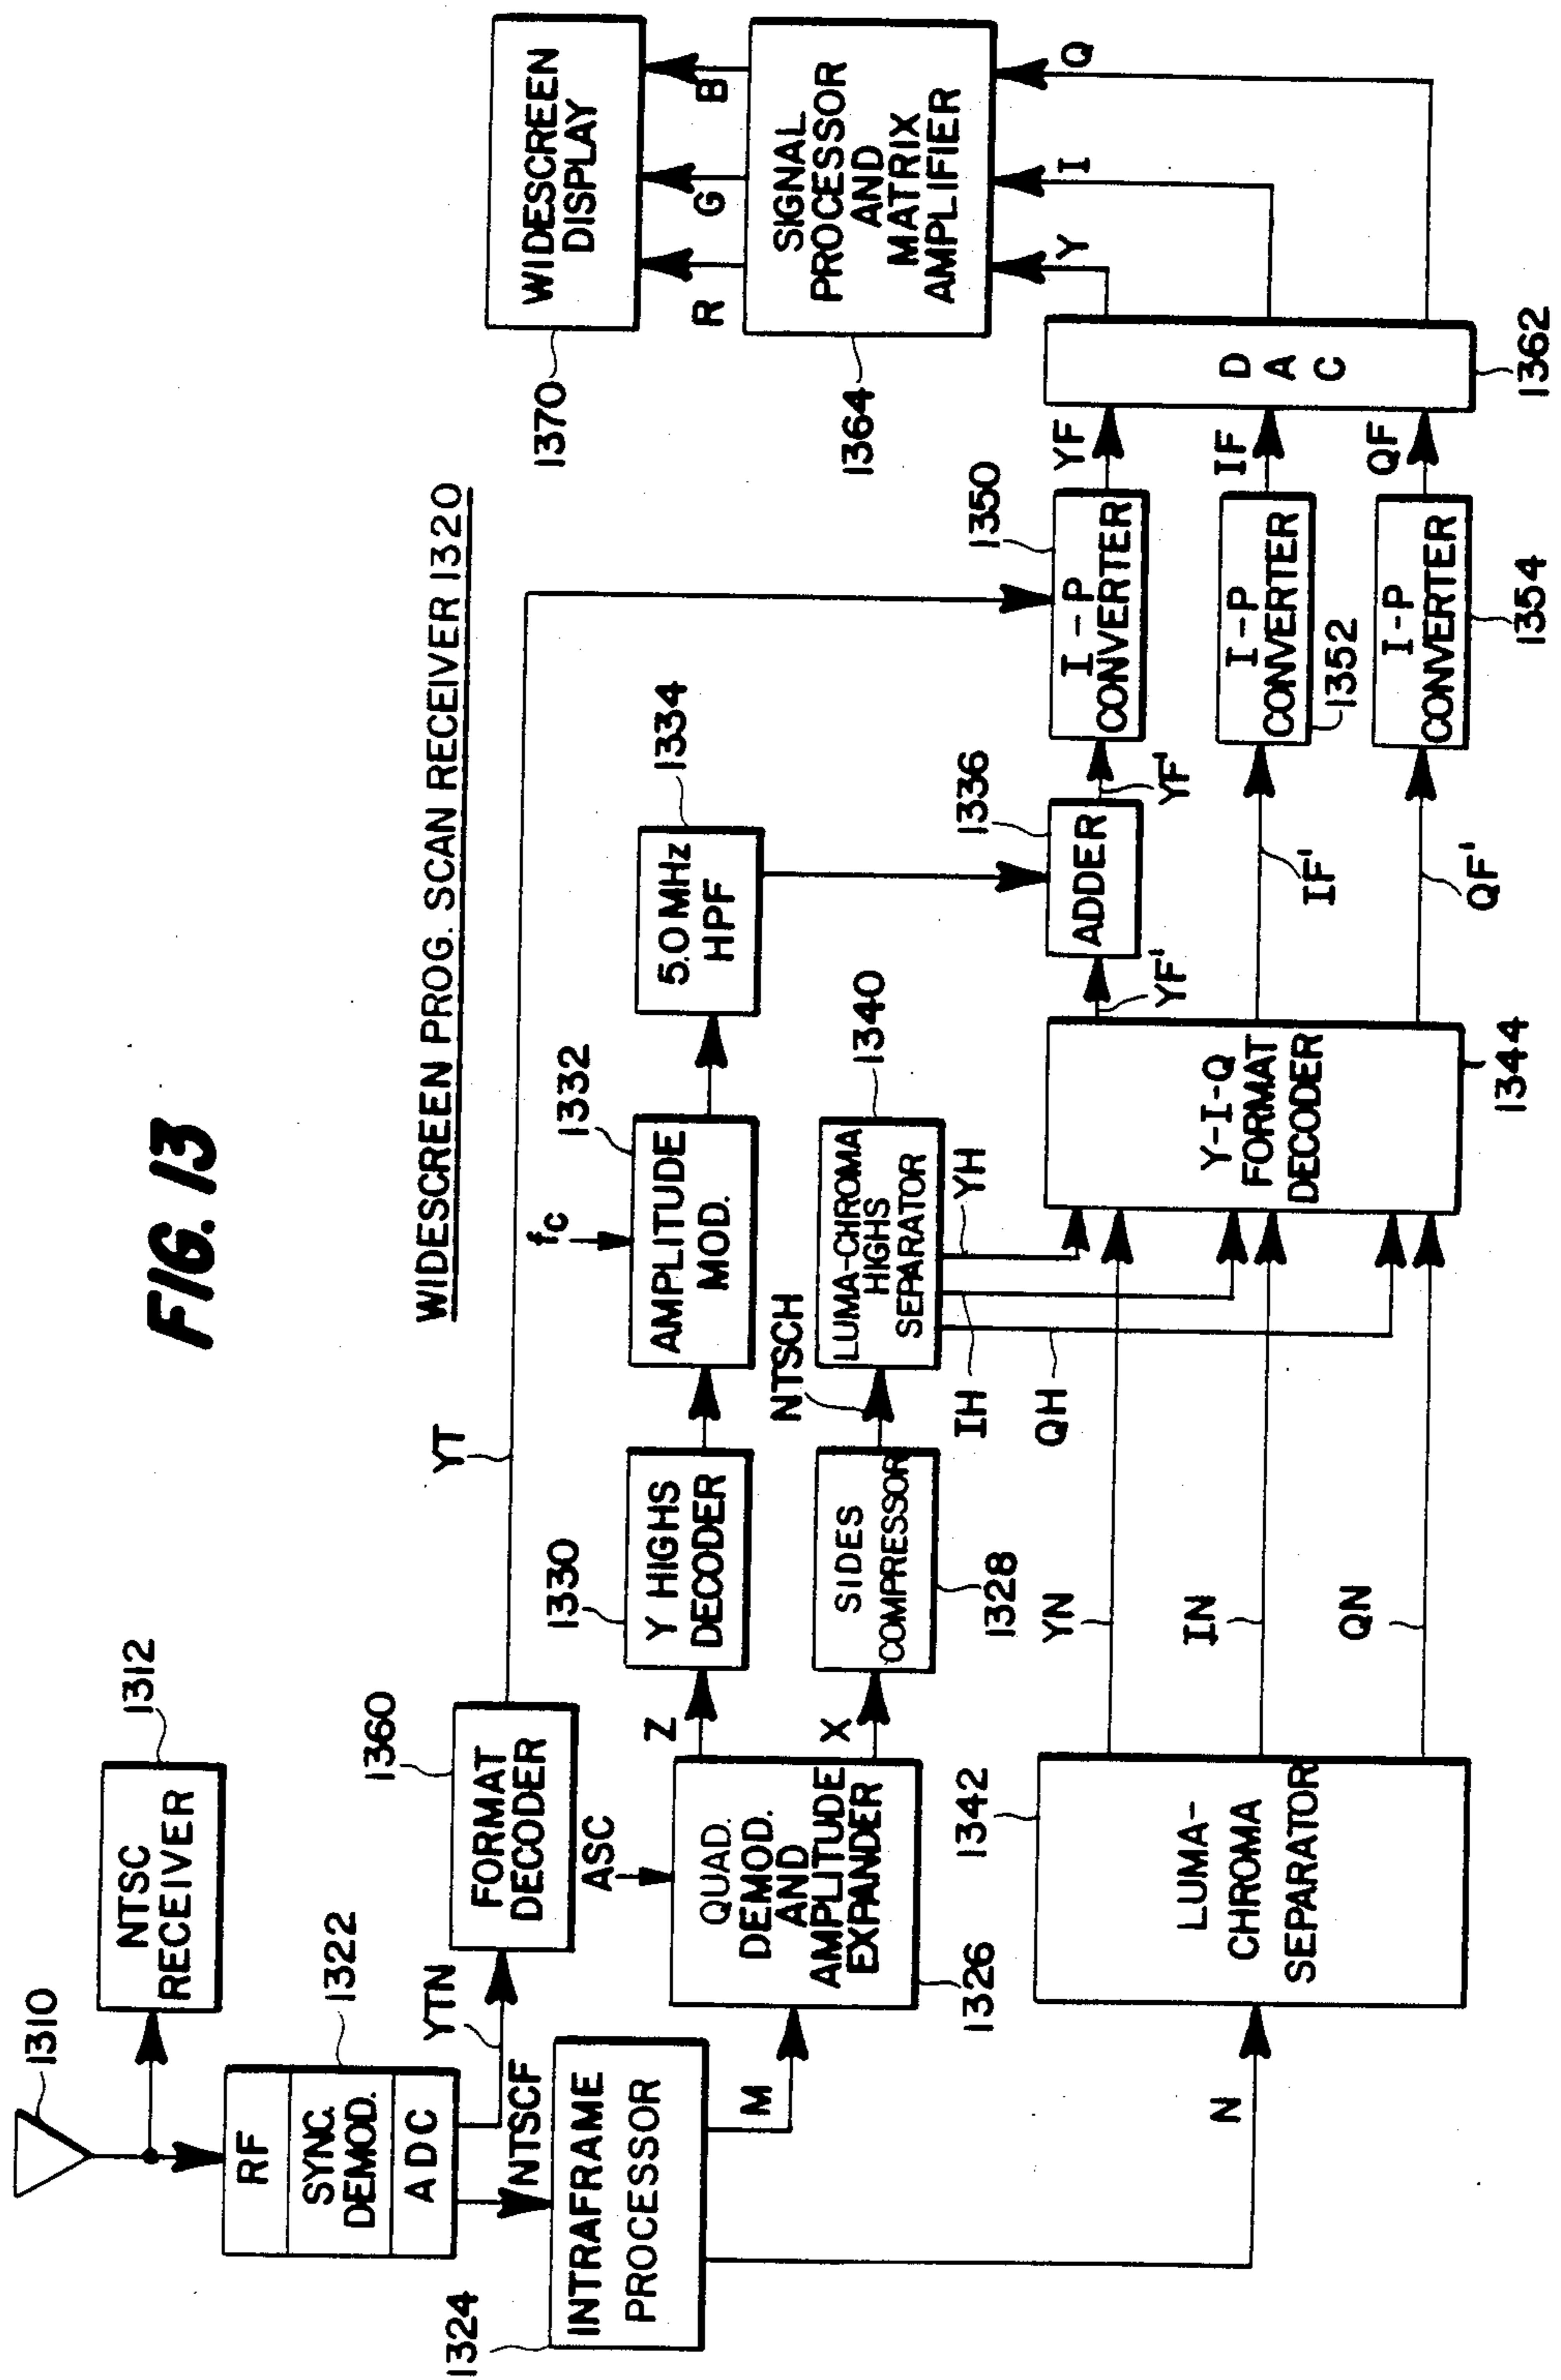 FIG. 13
WIDESCREEN PROG. SCAN RECEIVER 1320
1310
1312
NTSC
RECEIVER
1322
RF
SYNC.
DEMOD.
ADC
YTN
NTSCF
1324
INTRAFRAME
PROCESSOR
M
N
1360
FORMAT
DECODER
YT
ASC
QUAD.
DEMOD.
AND
AMPLITUDE
EXPANDER
1326
Z
X
1330
Y HIGHS
DECODER
SIDES
COMPRESSOR
1328
NTSCH
fc
1332
AMPLITUDE
MOD.
1334
5.0 MHz
HPF
1340
LUMA-CHROMA
HIGHS
SEPARATOR
YH
IH
QH
1342
LUMA-
CHROMA
SEPARATOR
YN
IN
QN
Y-I-Q
FORMAT
DECODER
1344
YF'
IF'
QF'
1336
ADDER
YF'
1350
I-P
CONVERTER
I-P
CONVERTER
1352
I-P
CONVERTER
1354
YF
IF
QF
D
A
C
1362
Y
I
Q
SIGNAL
PROCESSOR
AND
MATRIX
AMPLIFIER
1364
R
G
B
WIDESCREEN
DISPLAY
1370